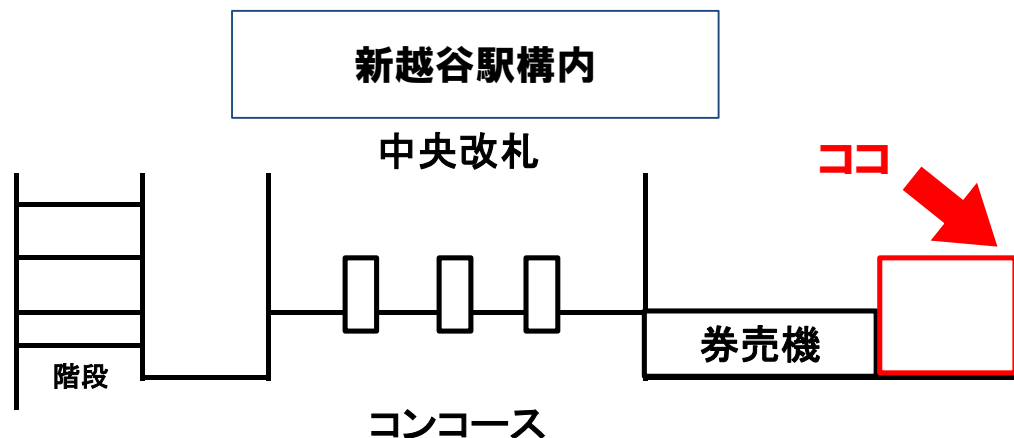 新越谷駅構内
中央改札
ココ
券売機
階段
コンコース